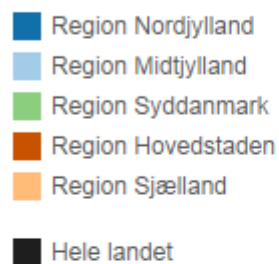 Region Nordjylland
Region Midtjylland
Region Syddanmark
Region Hovedstaden
Region Sjælland
Hele landet